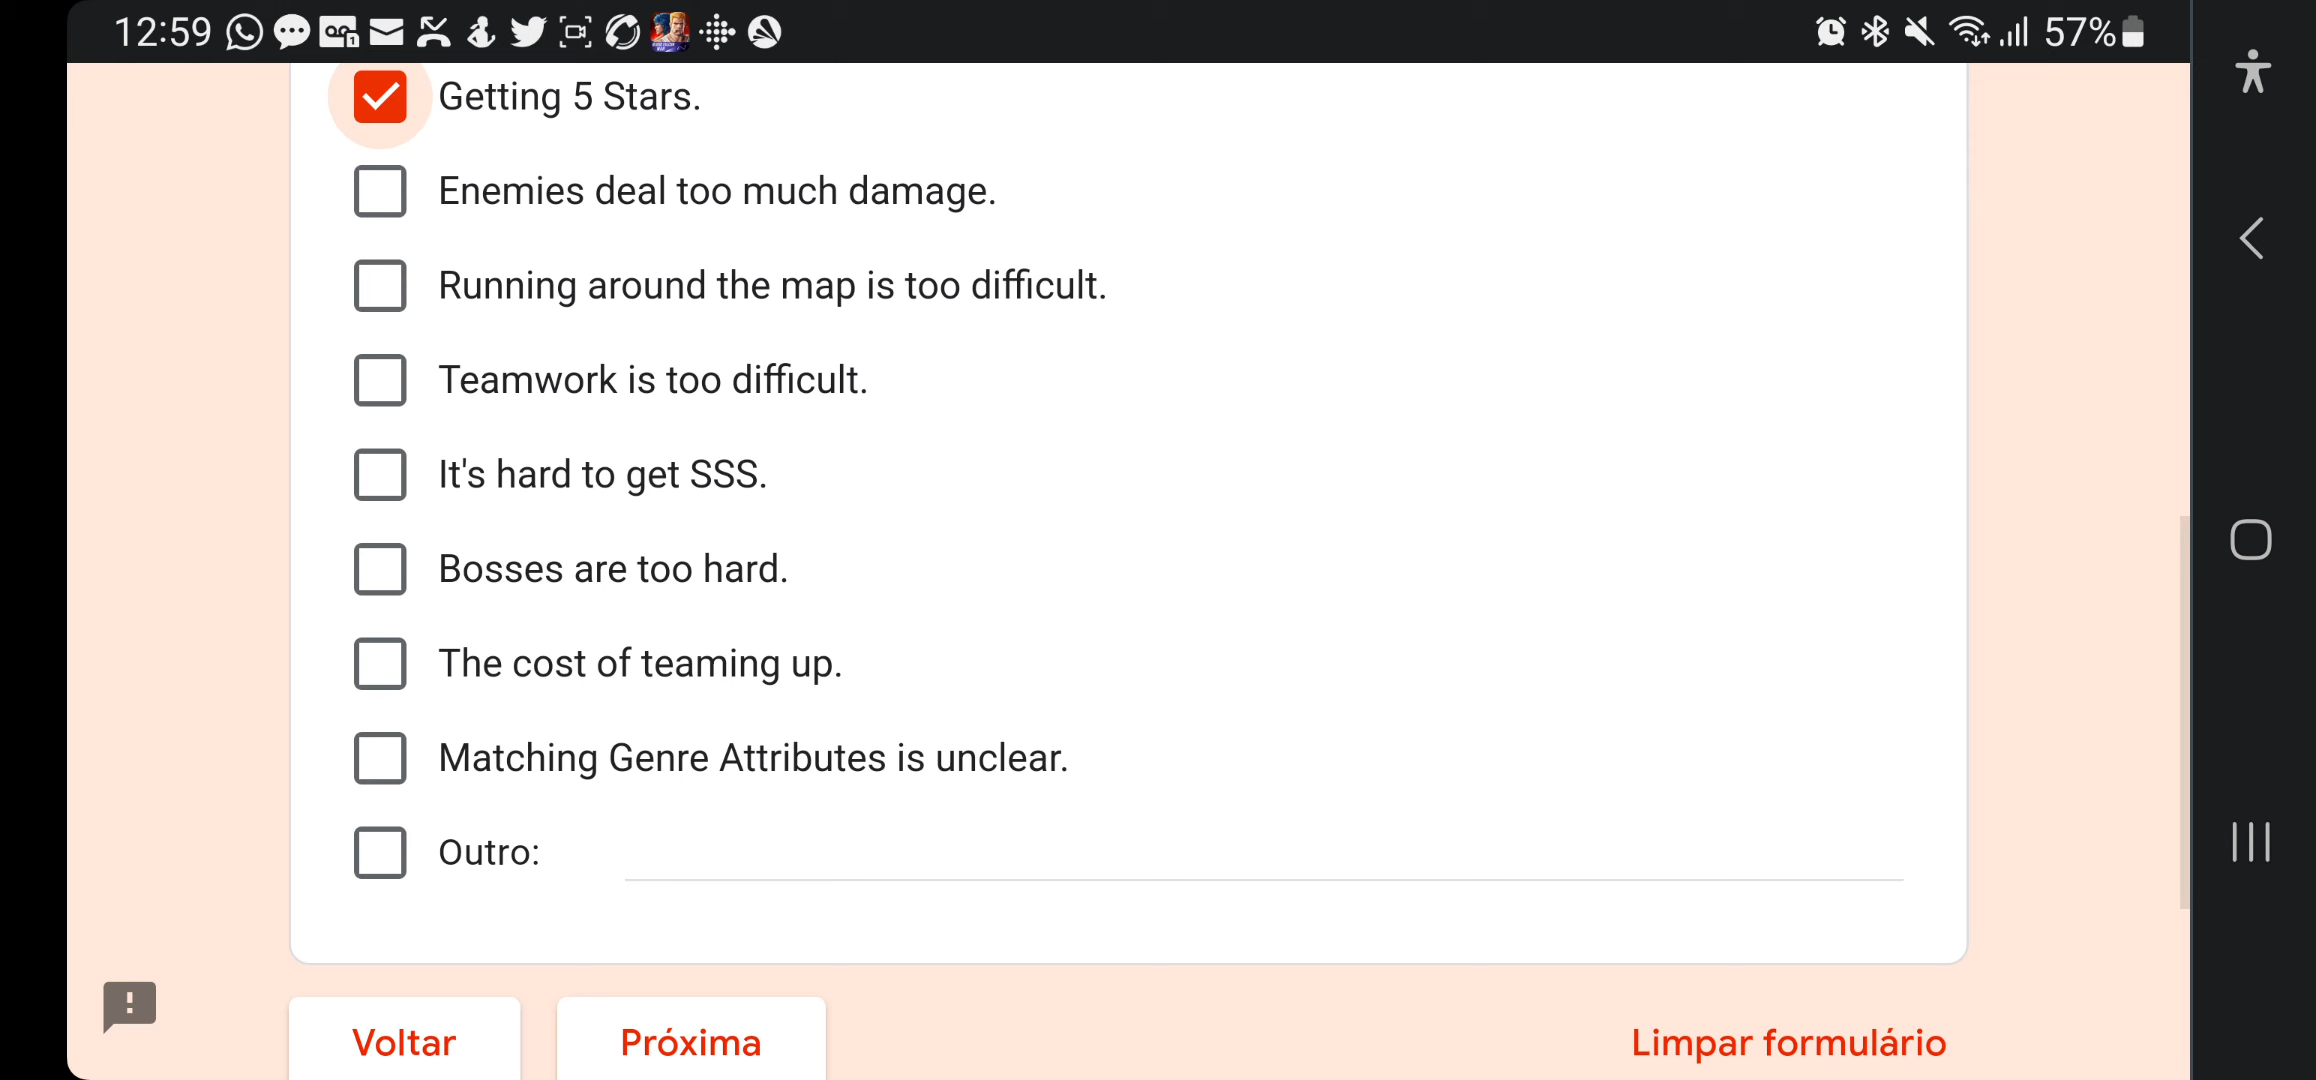 12:59 57%
Getting 5 Stars.
Enemies deal too much damage.
Running around the map is too difficult.
Teamwork is too difficult.
It's hard to get SSS.
Bosses are too hard.
The cost of teaming up.
Matching Genre Attributes is unclear.
Outro:
Voltar Próxima Limpar formulário